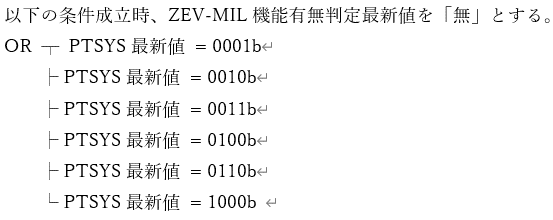 以下の条件成立時、ZEV-MIL 機能有無判定最新値を「無」とする。
OR ┬ PTSYS 最新値 = 0001b↵
├ PTSYS 最新値 = 0010b↵
├ PTSYS 最新値 = 0011b↵
├ PTSYS 最新値 = 0100b↵
├ PTSYS 最新値 = 0110b↵
└ PTSYS 最新値 = 1000b ↵